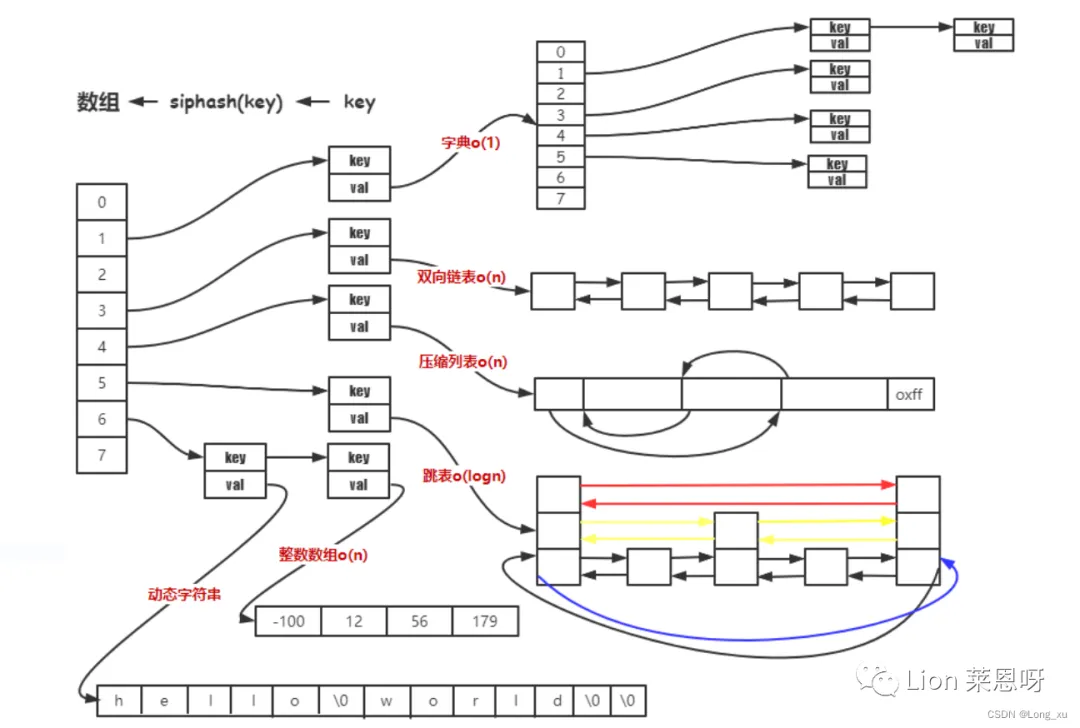 数组 siphash(key) key
0
1
2
3
4
5
6
7
key
val
key
val
key
val
key
val
key
val
key
val
字典o(1)
0
1
2
3
4
5
6
7
key
val
key
val
key
val
key
val
key
val
双向链表o(n)
压缩列表o(n)
oxff
跳表o(logn)
整数数组o(n)
-100 12 56 179
动态字符串
h e l l o \0 w o r l d \0 \0
Lion 莱恩呀
CSDN @Long_xu